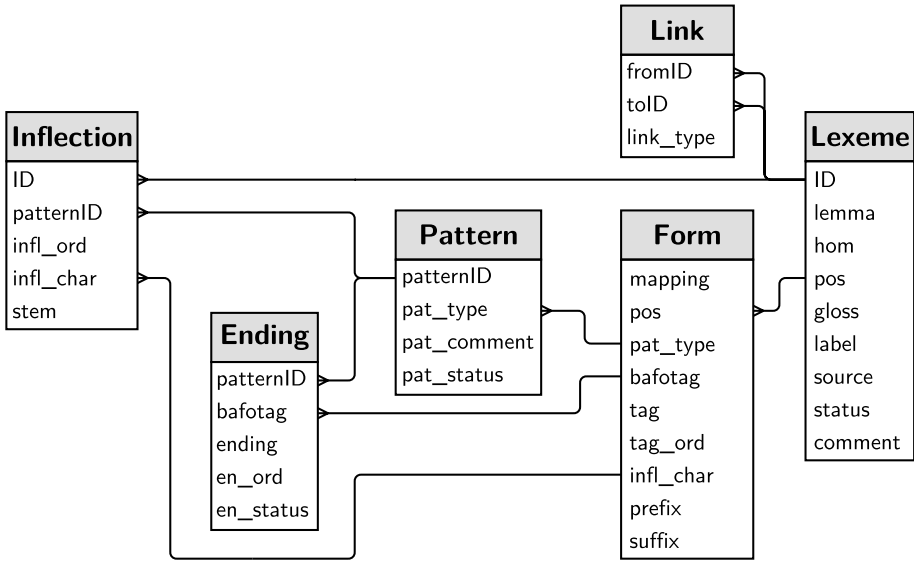 Link
fromID
toID
link_type
Inflection
ID
patternID
infl_ord
infl_char
stem
Lexeme
ID
lemma
hom
pos
gloss
label
source
status
comment
Pattern
patternID
pat_type
pat_comment
pat_status
Form
mapping
pos
pat_type
bafotag
tag
tag_ord
infl_char
prefix
suffix
Ending
patternID
bafotag
ending
en_ord
en_status